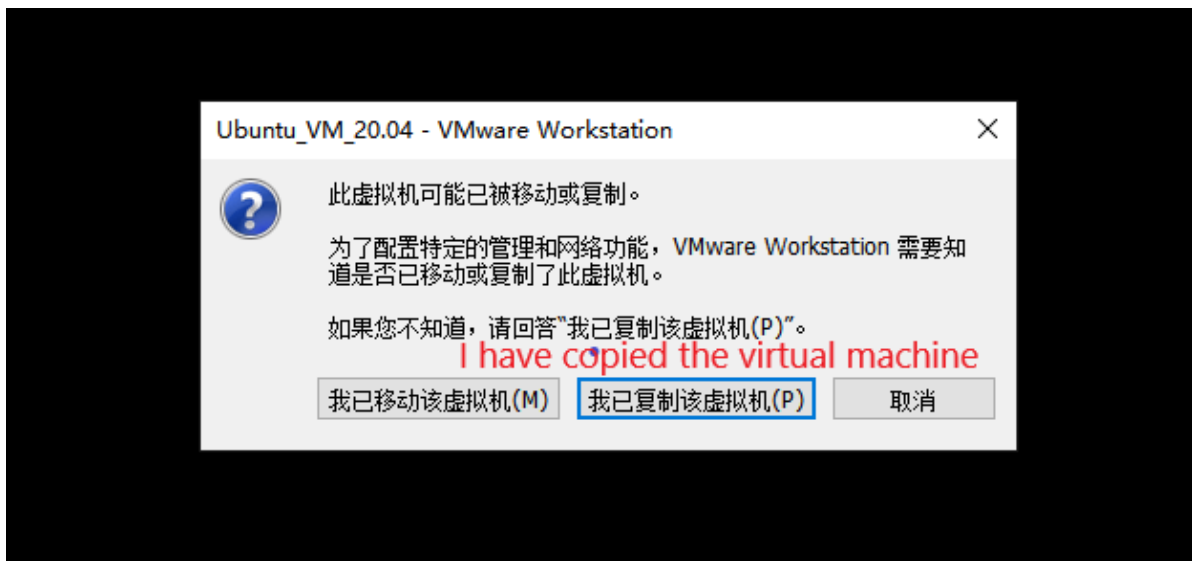 Ubuntu_VM_20.04 - VMware Workstation
此虚拟机可能已被移动或复制。
为了配置特定的管理和网络功能，VMware Workstation 需要知
道是否已移动或复制了此虚拟机。
如果您不知道，请回答“我已复制该虚拟机(P)”。
I have copied the virtual machine
我已移动该虚拟机(M) 我已复制该虚拟机(P) 取消